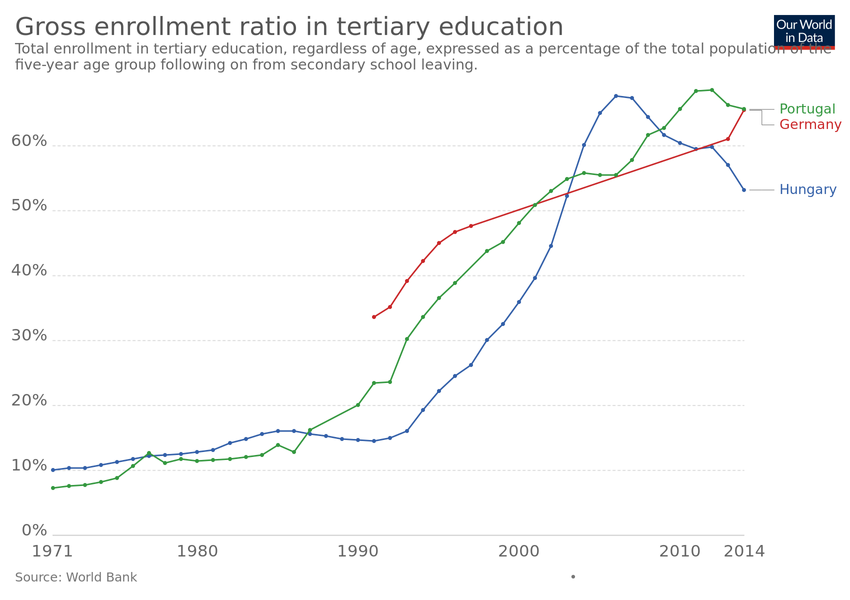 Gross enrollment ratio in tertiary education
Our World
in Data
Total enrollment in tertiary education, regardless of age, expressed as a percentage of the total population of the
five-year age group following on from secondary school leaving.
Portugal
Germany
60%
Hungary
50%
40%
30%
20%
10%
0%
1971 1980 1990 2000 2010 2014
Source: World Bank